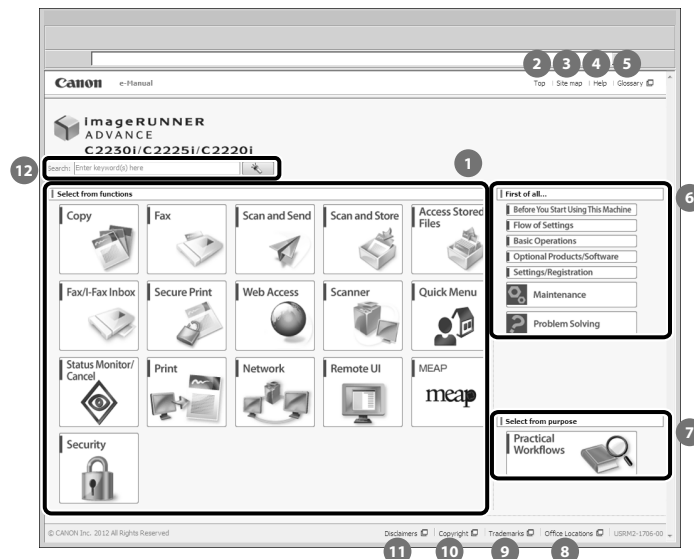 2 3 4 5
Canon e-Manual Top Site map Help Glossary
imageRUNNER
ADVANCE
C2230i/C2225i/C2220i
12 Search: Enter keyword(s) here 1
Select from functions
Copy
Fax
Scan and Send
Scan and Store
Access Stored
Files
Fax/I-Fax Inbox
Secure Print
Web Access
Scanner
Quick Menu
Status Monitor/
Cancel
Print
Network
Remote UI
MEAP
meap
Security
First of all...
6
Before You Start Using This Machine
Flow of Settings
Basic Operations
Optional Products/Software
Settings/Registration
Maintenance
Problem Solving
Select from purpose
7
Practical
Workflows
© CANON Inc. 2012 All Rights Reserved Disclaimers Copyright Trademarks Office Locations USRM2-1706-00
11 10 9 8